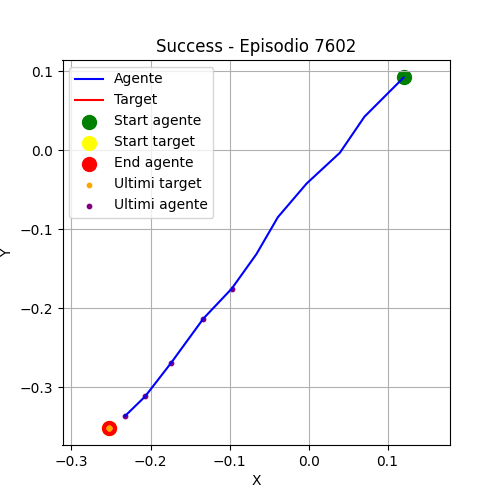 Success - Episodio 7602
Agente
Target
Start agente
Start target
End agente
Ultimi target
Ultimi agente
0.1
0.0
−0.1
−0.2
−0.3
Y
−0.3
−0.2
−0.1
0.0
0.1
X